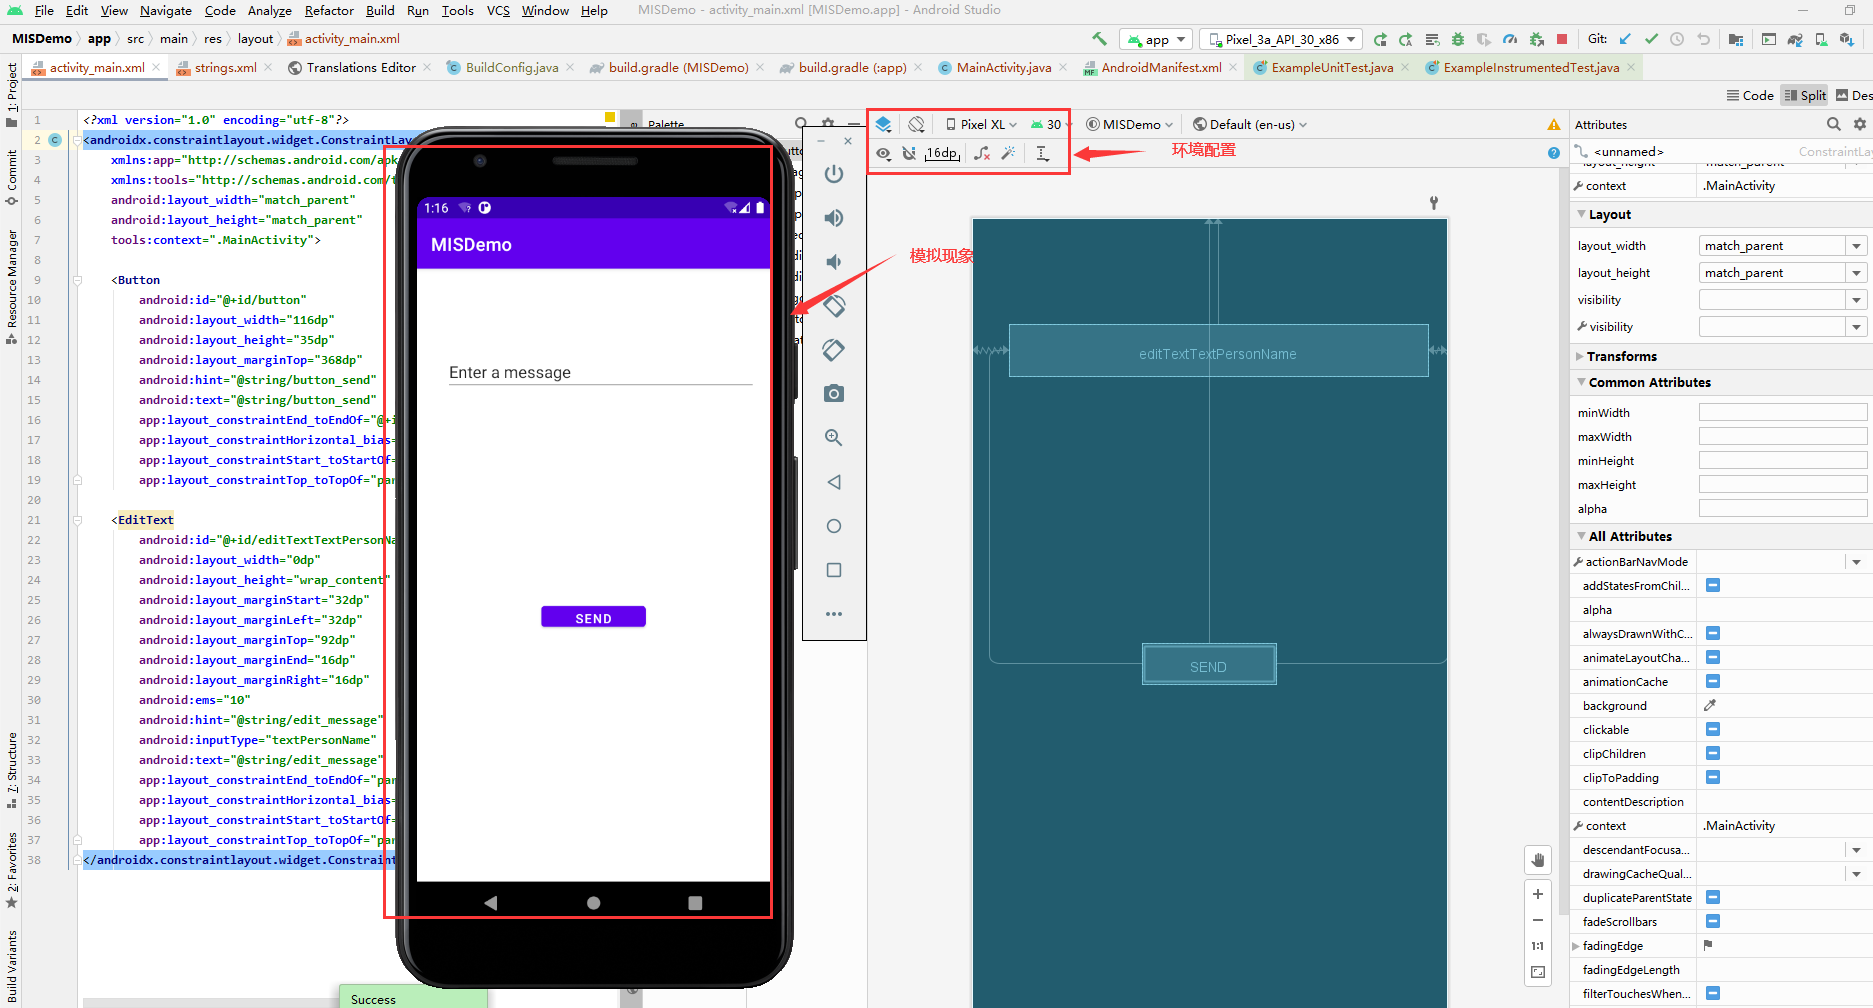 File Edit View Navigate Code Analyze Refactor Build Run Tools VCS Window Help MISDemo - activity_main.xml [MISDemo.app] - Android Studio
MISDemo app src main res layout activity_main.xml
app Pixel_3a_API_30_x86 Git:
activity_main.xml strings.xml Translations Editor BuildConfig.java build.gradle (MISDemo) build.gradle (:app) MainActivity.java AndroidManifest.xml ExampleUnitTest.java ExampleInstrumentedTest.java
Code Split Des
1: Project
Commit
Resource Manager
7: Structure
2: Favorites
Build Variants
1 <?xml version="1.0" encoding="utf-8"?>
2 <androidx.constraintlayout.widget.ConstraintLay
3 xmlns:app="http://schemas.android.com/apk
4 xmlns:tools="http://schemas.android.com/t
5 android:layout_width="match_parent"
6 android:layout_height="match_parent"
7 tools:context=".MainActivity">
8
9 <Button
10 android:id="@+id/button"
11 android:layout_width="116dp"
12 android:layout_height="35dp"
13 android:layout_marginTop="368dp"
14 android:hint="@string/button_send"
15 android:text="@string/button_send"
16 app:layout_constraintEnd_toEndOf="@+i
17 app:layout_constraintHorizontal_bias=
18 app:layout_constraintStart_toStartOf=
19 app:layout_constraintTop_toTopOf="par
20
21 <EditText
22 android:id="@+id/editTextTextPersonNa
23 android:layout_width="0dp"
24 android:layout_height="wrap_content"
25 android:layout_marginStart="32dp"
26 android:layout_marginLeft="32dp"
27 android:layout_marginTop="92dp"
28 android:layout_marginEnd="16dp"
29 android:layout_marginRight="16dp"
30 android:ems="10"
31 android:hint="@string/edit_message"
32 android:inputType="textPersonName"
33 android:text="@string/edit_message"
34 app:layout_constraintEnd_toEndOf="par
35 app:layout_constraintHorizontal_bias=
36 app:layout_constraintStart_toStartOf=
37 app:layout_constraintTop_toTopOf="par
38 </androidx.constraintlayout.widget.Constraint
Success
1:16
MISDemo
Enter a message
SEND
Palette
Pixel XL 30 MISDemo Default (en-us)
16dp
环境配置
模拟现象
editTextTextPersonName
SEND
1:1
Attributes
<unnamed> ConstraintLa
layout_height match_parent
context .MainActivity
Layout
layout_width match_parent
layout_height match_parent
visibility
visibility
Transforms
Common Attributes
minWidth
maxWidth
minHeight
maxHeight
alpha
All Attributes
actionBarNavMode
addStatesFromChil...
alpha
alwaysDrawnWithC...
animateLayoutCha...
animationCache
background
clickable
clipChildren
clipToPadding
contentDescription
context .MainActivity
descendantFocusa...
drawingCacheQual...
duplicateParentState
fadeScrollbars
fadingEdge
fadingEdgeLength
filterTouchesWhen...